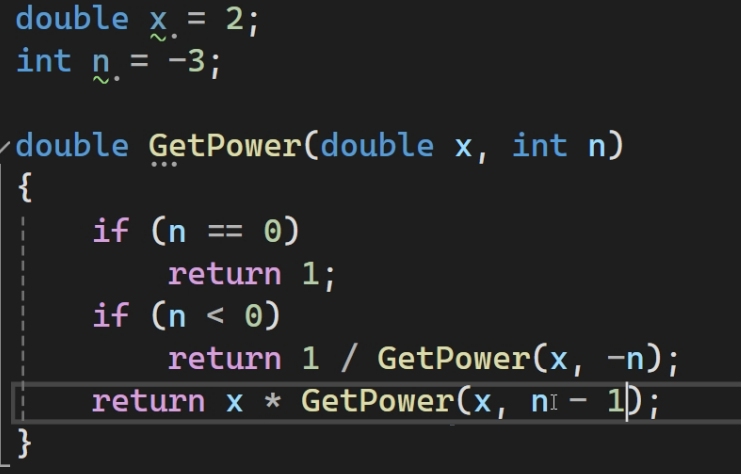 double x = 2;
int n = -3;
double GetPower(double x, int n)
{
if (n == 0)
return 1;
if (n < 0)
return 1 / GetPower(x, -n);
return x * GetPower(x, n - 1);
}